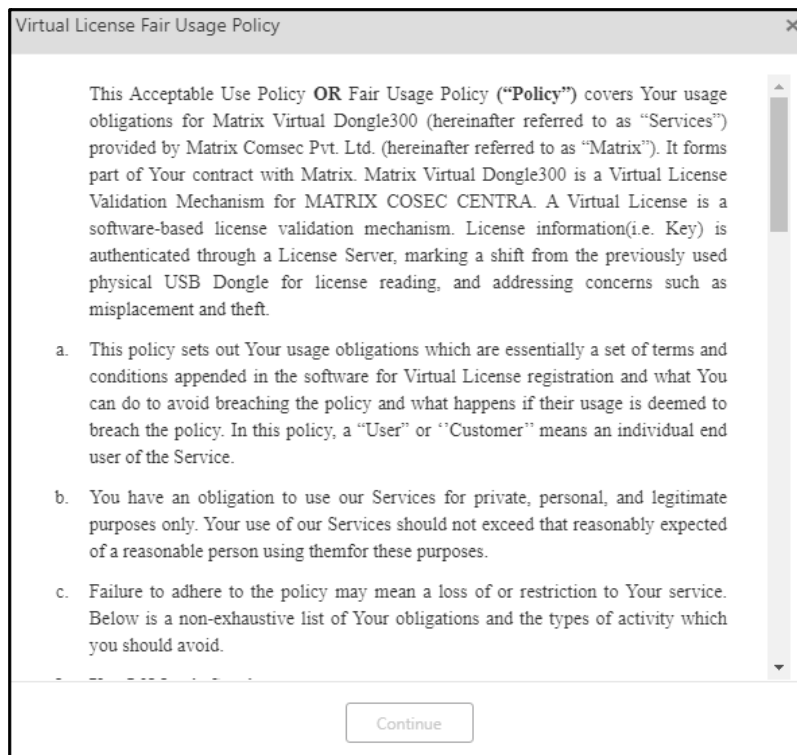 Virtual License Fair Usage Policy
×
This Acceptable Use Policy OR Fair Usage Policy (“Policy”) covers Your usage
obligations for Matrix Virtual Dongle300 (hereinafter referred to as “Services”)
provided by Matrix Comsec Pvt. Ltd. (hereinafter referred to as “Matrix”). It forms
part of Your contract with Matrix. Matrix Virtual Dongle300 is a Virtual License
Validation Mechanism for MATRIX COSEC CENTRA. A Virtual License is a
software-based license validation mechanism. License information(i.e. Key) is
authenticated through a License Server, marking a shift from the previously used
physical USB Dongle for license reading, and addressing concerns such as
misplacement and theft.
a. This policy sets out Your usage obligations which are essentially a set of terms and
conditions appended in the software for Virtual License registration and what You
can do to avoid breaching the policy and what happens if their usage is deemed to
breach the policy. In this policy, a “User” or ‘‘Customer” means an individual end
user of the Service.
b. You have an obligation to use our Services for private, personal, and legitimate
purposes only. Your use of our Services should not exceed that reasonably expected
of a reasonable person using themfor these purposes.
c. Failure to adhere to the policy may mean a loss of or restriction to Your service.
Below is a non-exhaustive list of Your obligations and the types of activity which
you should avoid.
Continue